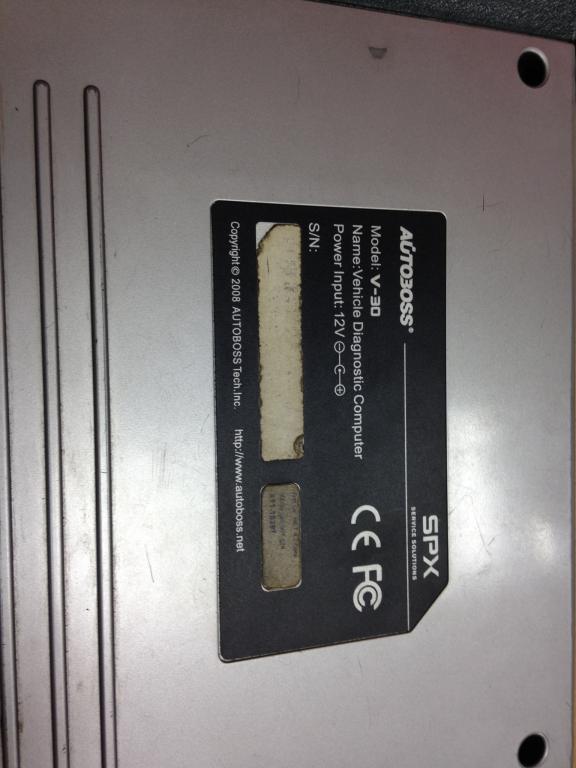 AUTOBOSS®
SPX
SERVICE SOLUTIONS
Model: V-30
Name:Vehicle Diagnostic Computer
Power Input: 12V
CE FC
S/N:
Copyright © 2008 AUTOBOSS Tech.Inc. http://www.autoboss.net